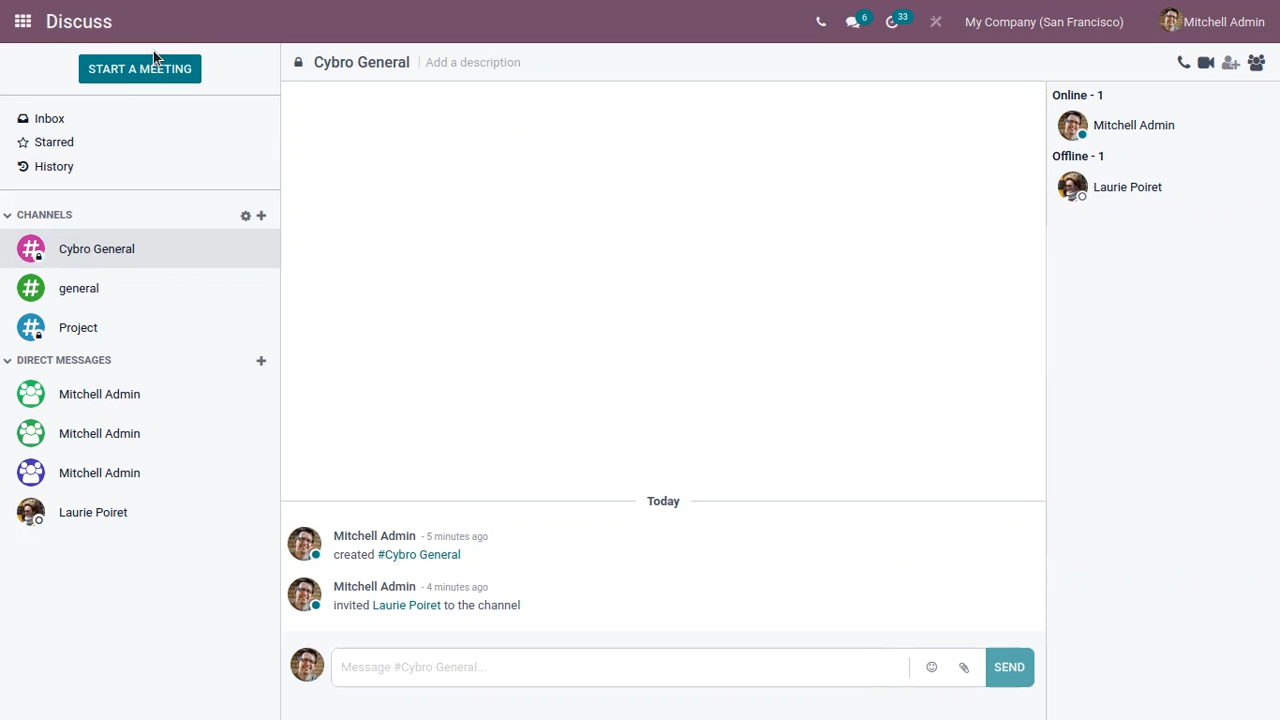 Discuss
6
33
My Company (San Francisco)
Mitchell Admin
START A MEETING
Inbox
Starred
History
CHANNELS
Cybro General
general
Project
DIRECT MESSAGES
Mitchell Admin
Mitchell Admin
Mitchell Admin
Laurie Poiret
Cybro General
Add a description
Today
Mitchell Admin - 5 minutes ago
created #Cybro General
Mitchell Admin - 4 minutes ago
invited Laurie Poiret to the channel
Message #Cybro General...
SEND
Online - 1
Mitchell Admin
Offline - 1
Laurie Poiret